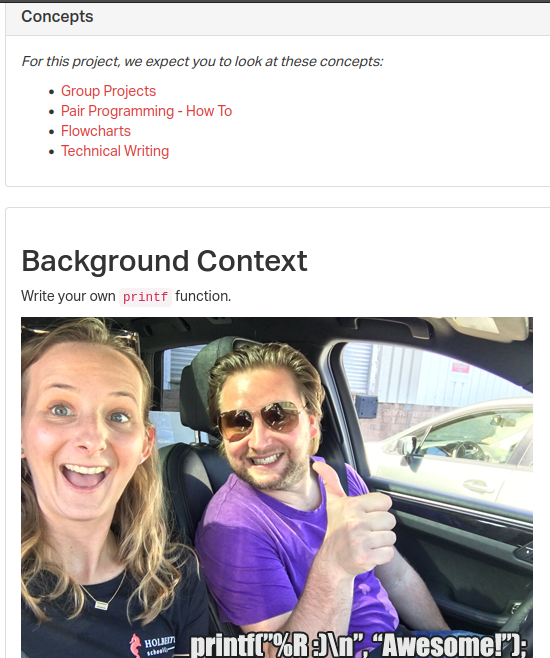 Concepts
For this project, we expect you to look at these concepts:
Group Projects
Pair Programming - How To
Flowcharts
Technical Writing
Background Context
Write your own printf function.
school
_printf("%R:)\n", "Awesome!");